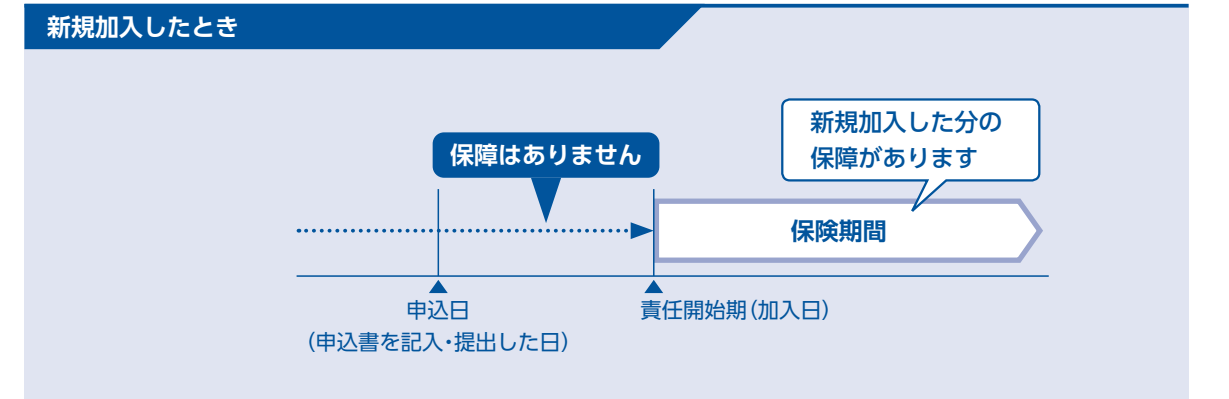 新規加入したとき
新規加入した分の
保障があります
保障はありません
保険期間
申込日
(申込書を記入・提出した日)
責任開始期(加入日)